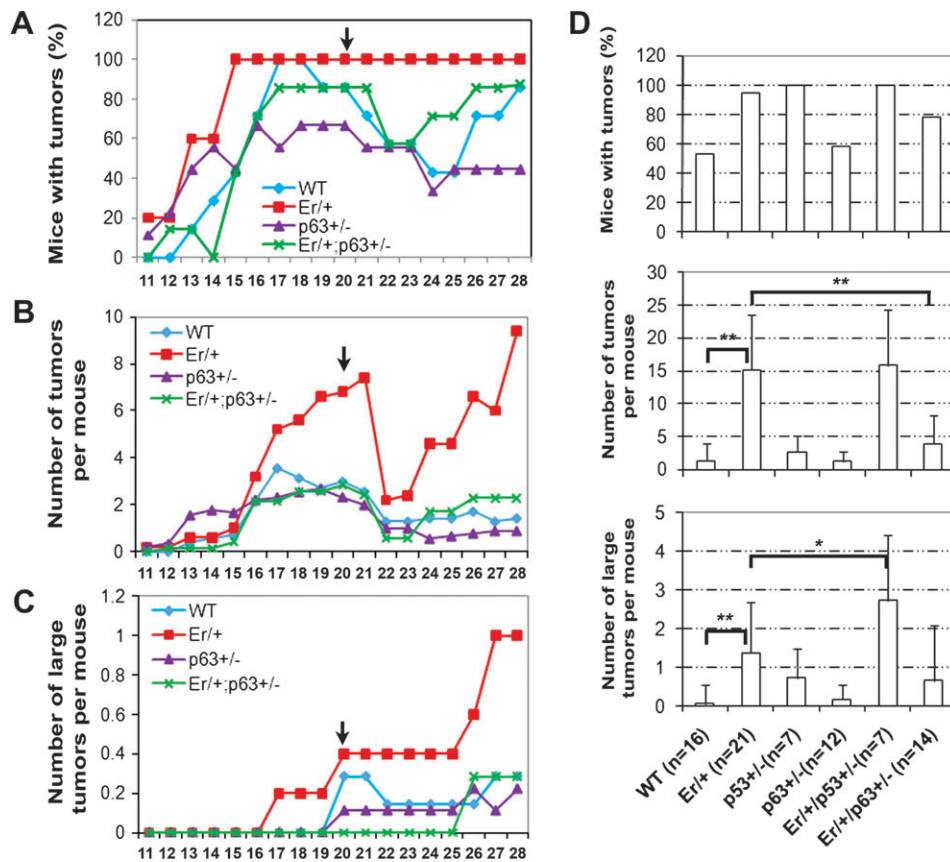 A
Mice with tumors (%)
120
100
80
60
40
20
0
WT
Er/+
p63+/-
Er/+;p63+/-
11 12 13 14 15 16 17 18 19 20 21 22 23 24 25 26 27 28
B
Number of tumors
per mouse
10
8
6
4
2
0
WT
Er/+
p63+/-
Er/+;p63+/-
11 12 13 14 15 16 17 18 19 20 21 22 23 24 25 26 27 28
C
Number of large
tumors per mouse
1.2
1
0.8
0.6
0.4
0.2
0
WT
Er/+
p63+/-
Er/+;p63+/-
11 12 13 14 15 16 17 18 19 20 21 22 23 24 25 26 27 28
D
Mice with tumors (%)
120
100
80
60
40
20
0
Number of tumors
per mouse
30
25
20
15
10
5
0
**
**
Number of large
tumors per mouse
5
4
3
2
1
0
**
*
WT (n=16)
Er/+ (n=21)
p53+/-(n=7)
p63+/-(n=12)
Er/+/p53+/-(n=7)
Er/+/p63+/- (n=14)